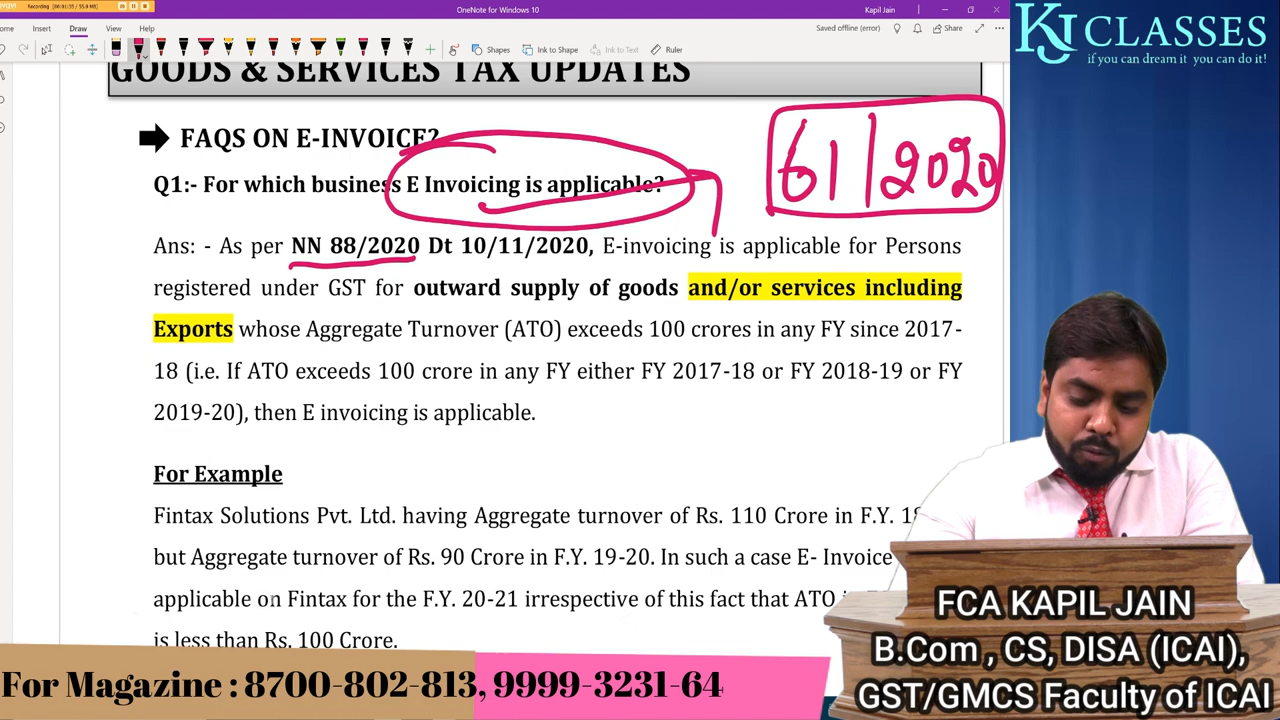 OneNote for Windows 10
Kapil Jain
Insert Draw View Help
Saved offline (error) Share
Shapes Ink to Shape Ink to Text Ruler
KJ CLASSES
if you can dream it you can do it!
GOODS & SERVICES TAX UPDATES
FAQS ON E-INVOICE?
61/2020
Q1:- For which business E Invoicing is applicable?
Ans: - As per NN 88/2020 Dt 10/11/2020, E-invoicing is applicable for Persons
registered under GST for outward supply of goods and/or services including
Exports whose Aggregate Turnover (ATO) exceeds 100 crores in any FY since 2017-
18 (i.e. If ATO exceeds 100 crore in any FY either FY 2017-18 or FY 2018-19 or FY
2019-20), then E invoicing is applicable.
For Example
Fintax Solutions Pvt. Ltd. having Aggregate turnover of Rs. 110 Crore in F.Y.
but Aggregate turnover of Rs. 90 Crore in F.Y. 19-20. In such a case E- Invoice
applicable on Fintax for the F.Y. 20-21 irrespective of this fact that ATO
is less than Rs. 100 Crore.
FCA KAPIL JAIN
B.Com , CS, DISA (ICAI),
GST/GMCS Faculty of ICAI
For Magazine : 8700-802-813, 9999-3231-64